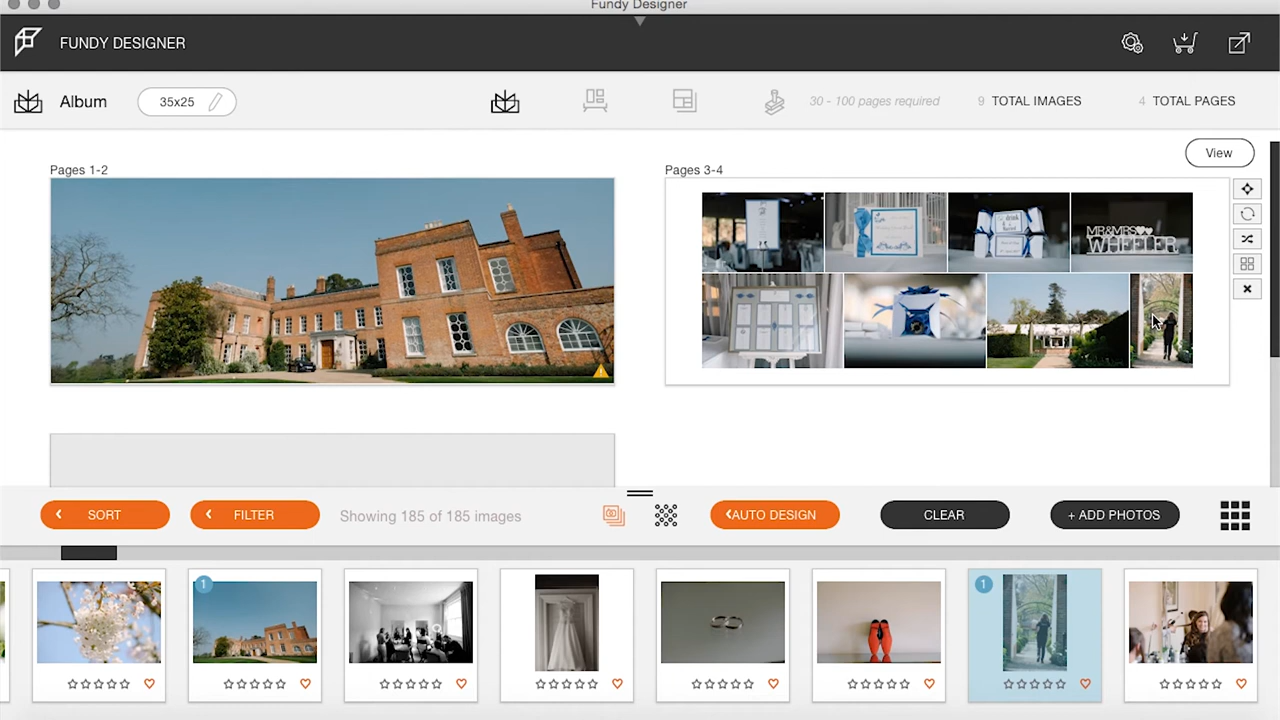 Fundy Designer
FUNDY DESIGNER
Album
35x25
30 - 100 pages required
9 TOTAL IMAGES
4 TOTAL PAGES
View
Pages 1-2
Pages 3-4
MR&MRS
WHEELER
SORT
FILTER
Showing 185 of 185 images
AUTO DESIGN
CLEAR
+ ADD PHOTOS
1
1